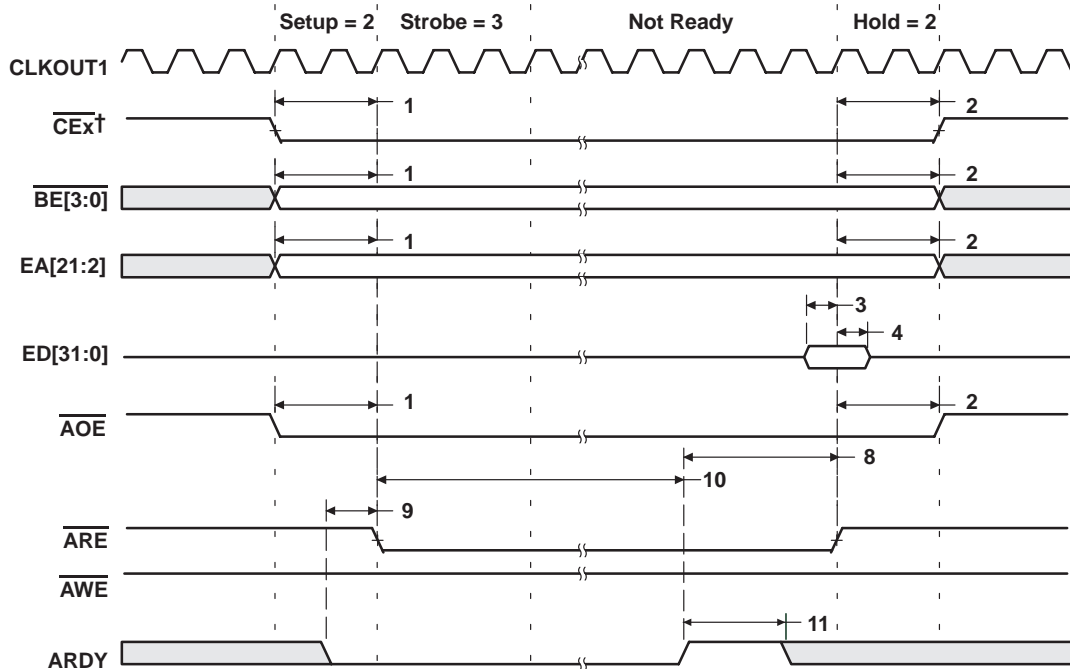 Setup = 2 Strobe = 3 Not Ready Hold = 2
CLKOUT1
CEx† 1 2
BE[3:0] 1 2
EA[21:2] 1 2
3
4
ED[31:0]
AOE 1 2
8
10
9
ARE
AWE
11
ARDY